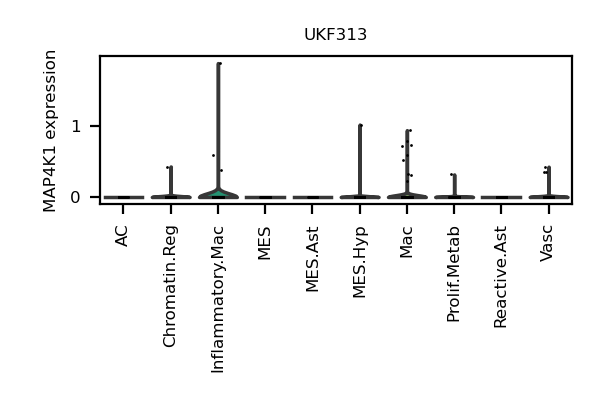 UKF313
MAP4K1 expression
1
0
AC
Chromatin.Reg
Inflammatory.Mac
MES
MES.Ast
MES.Hyp
Mac
Prolif.Metab
Reactive.Ast
Vasc